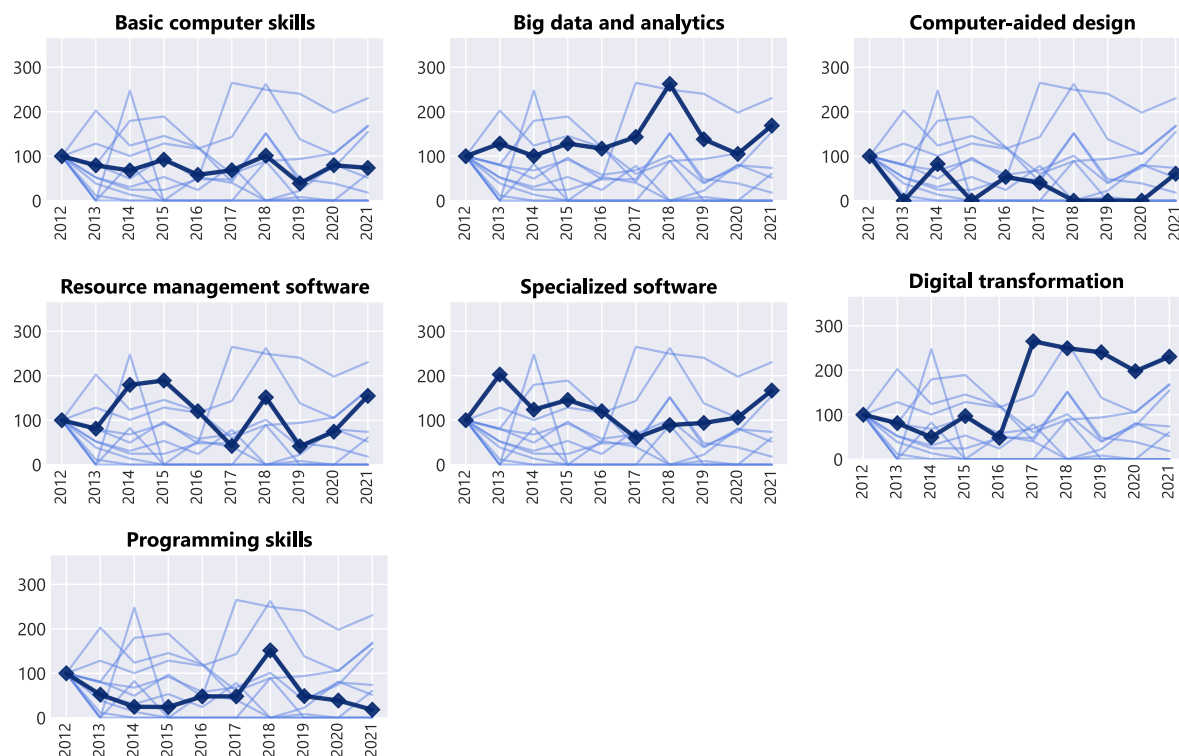 Basic computer skills
Big data and analytics
Computer-aided design
300
200
100
0
2012 2013 2014 2015 2016 2017 2018 2019 2020 2021
300
200
100
0
2012 2013 2014 2015 2016 2017 2018 2019 2020 2021
300
200
100
0
2012 2013 2014 2015 2016 2017 2018 2019 2020 2021
Resource management software
Specialized software
Digital transformation
300
200
100
0
2012 2013 2014 2015 2016 2017 2018 2019 2020 2021
300
200
100
0
2012 2013 2014 2015 2016 2017 2018 2019 2020 2021
300
200
100
0
2012 2013 2014 2015 2016 2017 2018 2019 2020 2021
Programming skills
300
200
100
0
2012 2013 2014 2015 2016 2017 2018 2019 2020 2021